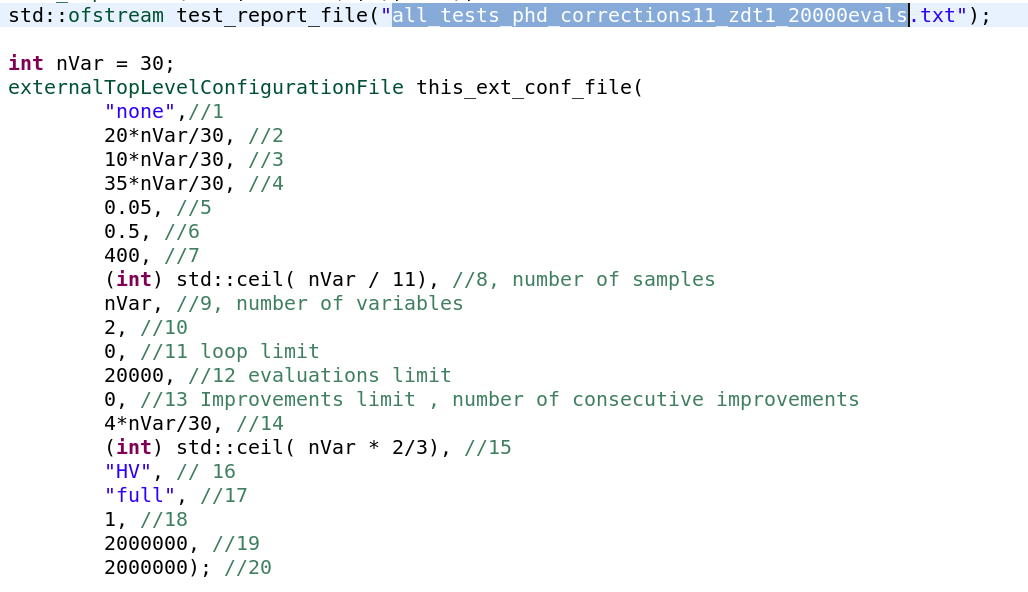 std::ofstream test_report_file("all_tests_phd_corrections11_zdt1_20000evals.txt");
int nVar = 30;
externalTopLevelConfigurationFile this_ext_conf_file(
"none",//1
20*nVar/30, //2
10*nVar/30, //3
35*nVar/30, //4
0.05, //5
0.5, //6
400, //7
(int) std::ceil( nVar / 11), //8, number of samples
nVar, //9, number of variables
2, //10
0, //11 loop limit
20000, //12 evaluations limit
0, //13 Improvements limit , number of consecutive improvements
4*nVar/30, //14
(int) std::ceil( nVar * 2/3), //15
"HV", // 16
"full", //17
1, //18
2000000, //19
2000000); //20